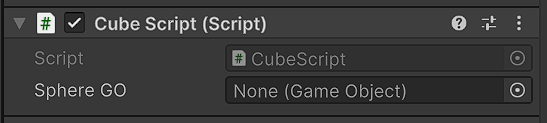 Cube Script (Script)
Script CubeScript
Sphere GO None (Game Object)